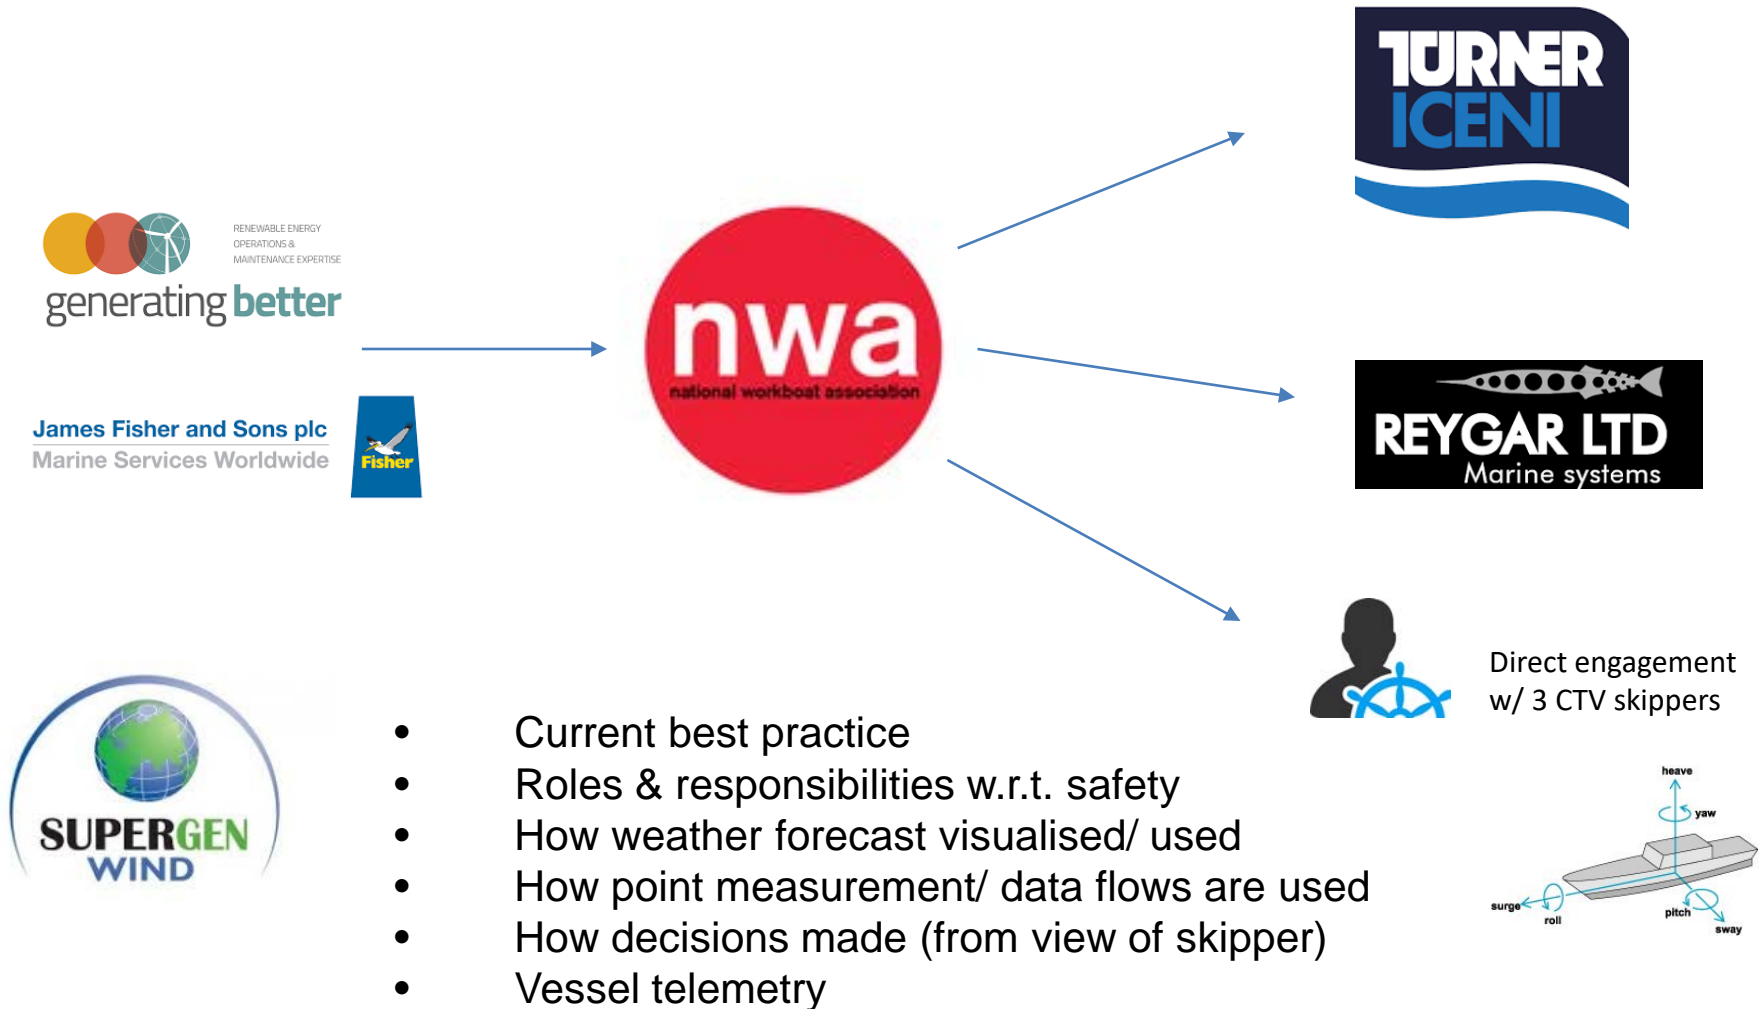 TURNER
ICENI
RENEWABLE ENERGY
OPERATIONS &
MAINTENANCE EXPERTISE
generating better
nwa
national workboat association
James Fisher and Sons plc
Marine Services Worldwide
Fisher
REYGAR LTD
Marine systems
Direct engagement
w/ 3 CTV skippers
SUPERGEN
WIND
• Current best practice
• Roles & responsibilities w.r.t. safety
• How weather forecast visualised/ used
• How point measurement/ data flows are used
• How decisions made (from view of skipper)
• Vessel telemetry
heave
yaw
surge
roll
pitch
sway